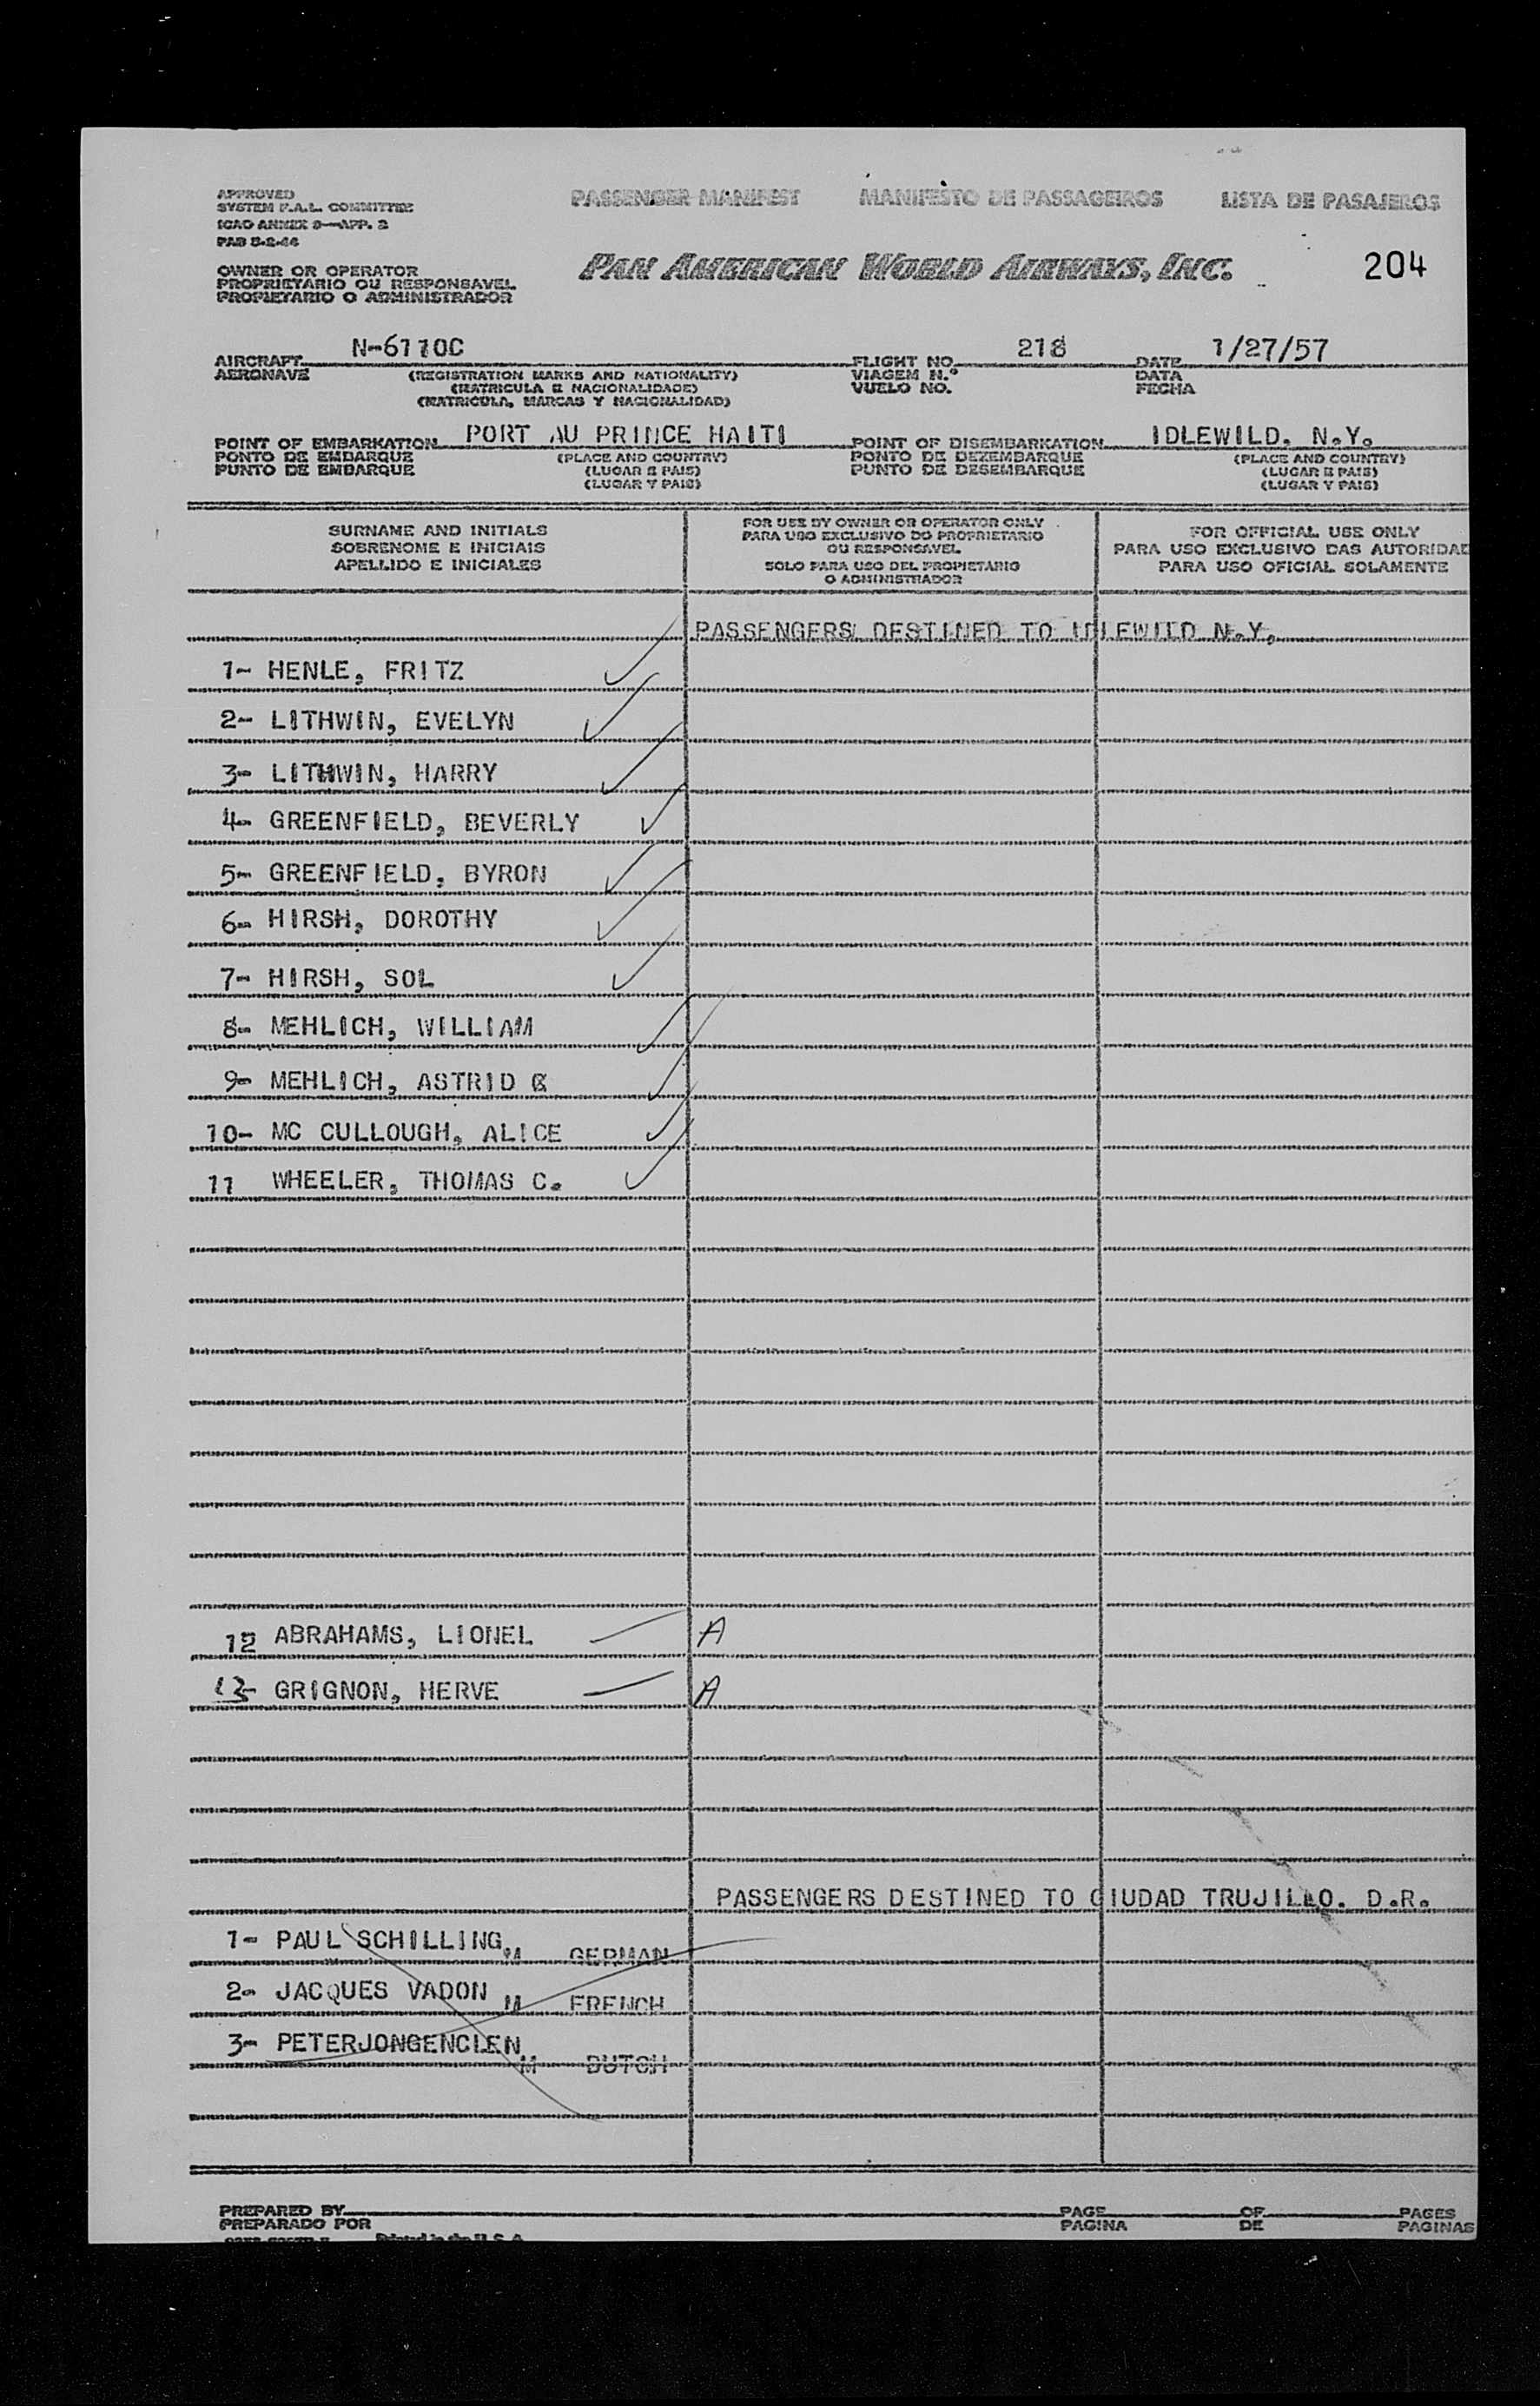 APPROVED
SYSTEM F.A.L. COMMITTEE
ICAO ANNEX 9—APP. 2
PASSENGER MANIFEST MANIFESTO DE PASSAGEIROS LISTA DE PASAJEROS
OWNER OR OPERATOR
PROPRIETARIO OU RESPONSAVEL
PROPIETARIO O ADMINISTRADOR
PAN AMERICAN WORLD AIRWAYS, INC. 204
AIRCRAFT N-6110C FLIGHT NO. 218 DATE 1/27/57
AERONAVE (REGISTRATION MARKS AND NATIONALITY) VIAGEM N.º DATA
(MATRICULA E NACIONALIDADE) VUELO NO. FECHA
(MATRICULA, MARCAS Y NACIONALIDAD)
POINT OF EMBARKATION PORT AU PRINCE HAITI POINT OF DISEMBARKATION IDLEWILD, N.Y.
PONTO DE EMBARQUE (PLACE AND COUNTRY) PONTO DE DEZEMBARQUE (PLACE AND COUNTRY)
PUNTO DE EMBARQUE (LUGAR E PAIS) PUNTO DE DESEMBARQUE (LUGAR E PAIS)
(LUGAR Y PAIS) (LUGAR Y PAIS)
SURNAME AND INITIALS
SOBRENOME E INICIAIS
APELLIDO E INICIALES
FOR USE BY OWNER OR OPERATOR ONLY
PARA USO EXCLUSIVO DO PROPRIETARIO
OU RESPONSAVEL
SOLO PARA USO DEL PROPIETARIO
O ADMINISTRADOR
FOR OFFICIAL USE ONLY
PARA USO EXCLUSIVO DAS AUTORIDAD
PARA USO OFICIAL SOLAMENTE
PASSENGERS DESTINED TO IDLEWILD N.Y.
1- HENLE, FRITZ
2- LITHWIN, EVELYN
3- LITHWIN, HARRY
4- GREENFIELD, BEVERLY
5- GREENFIELD, BYRON
6- HIRSH, DOROTHY
7- HIRSH, SOL
8- MEHLICH, WILLIAM
9- MEHLICH, ASTRID
10- MC CULLOUGH, ALICE
11 WHEELER, THOMAS C.
12 ABRAHAMS, LIONEL A
13- GRIGNON, HERVE A
PASSENGERS DESTINED TO CIUDAD TRUJILLO. D.R.
1- PAUL SCHILLING M GERMAN
2- JACQUES VADON M FRENCH
3- PETERJONGENCLEN M DUTCH
PREPARED BY PAGE OF PAGES
PREPARADO POR PAGINA DE PAGINAS
Printed in the U.S.A.